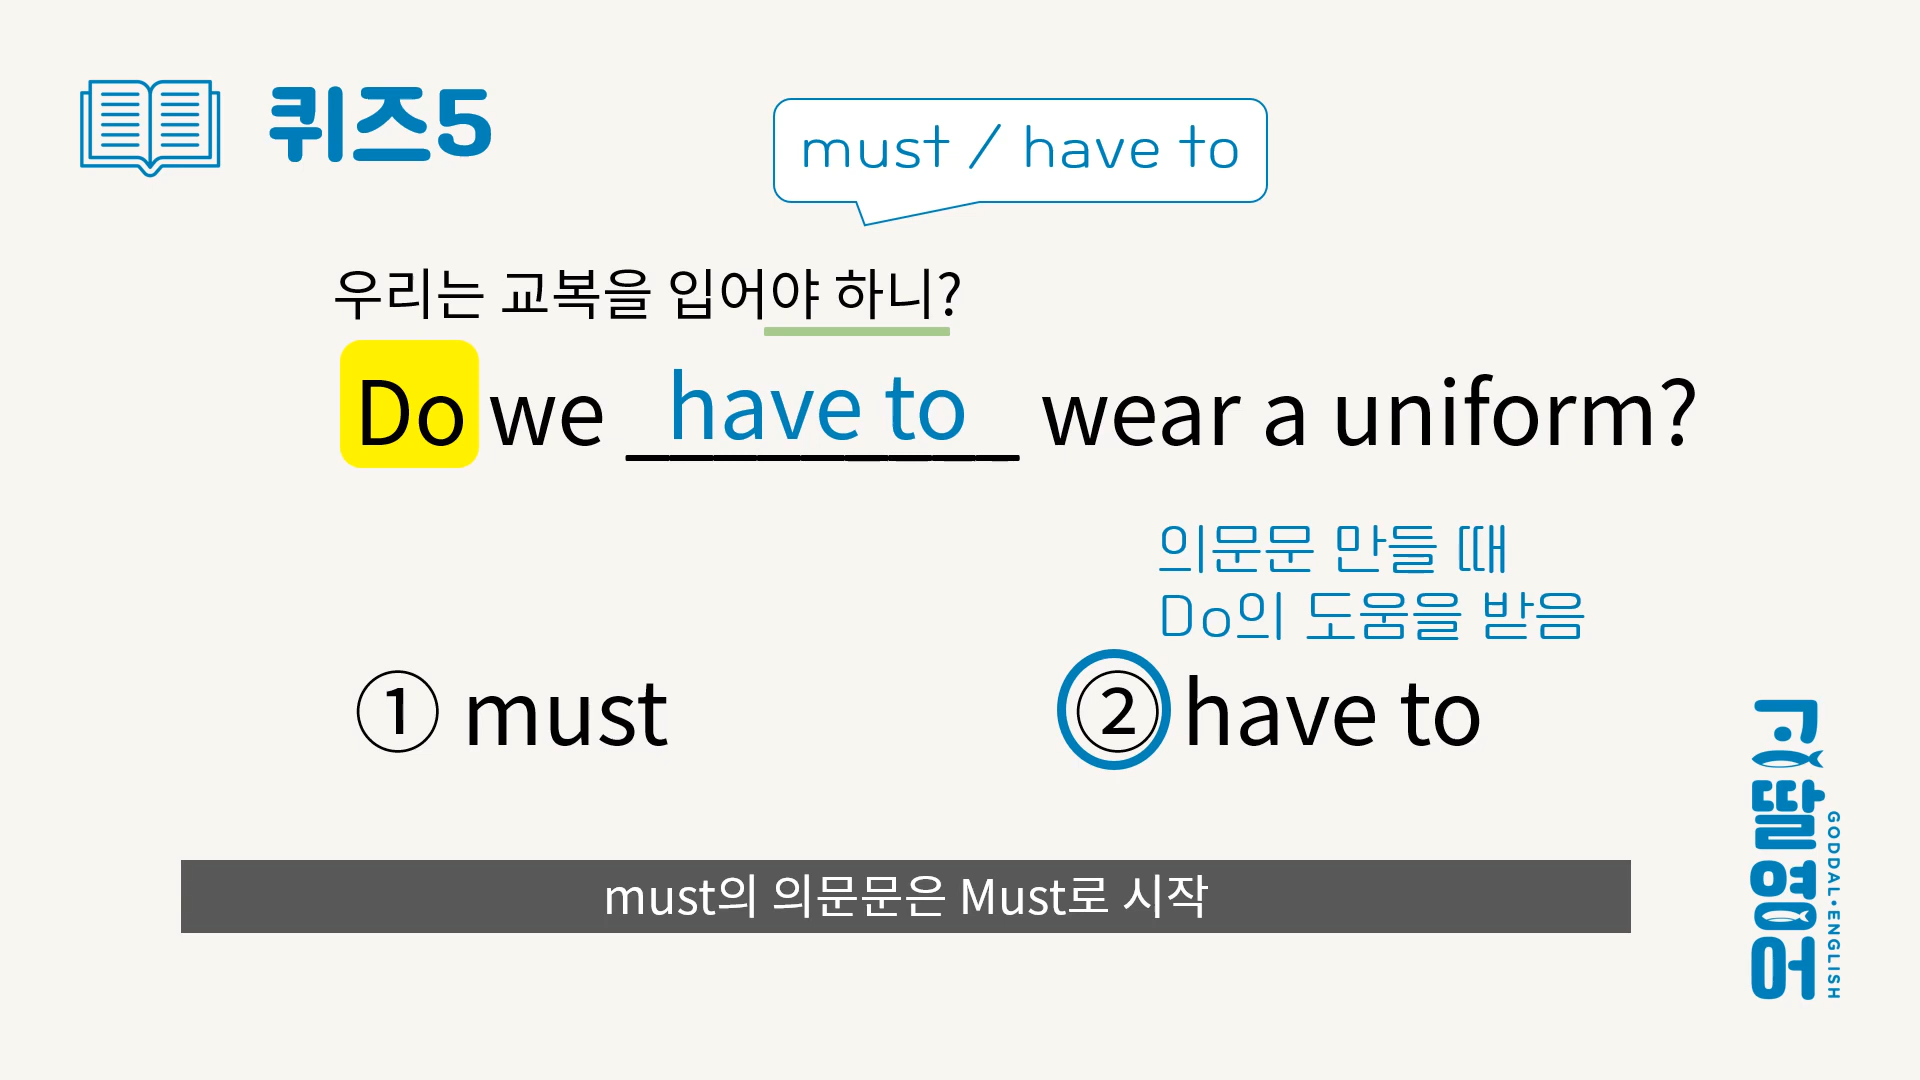 퀴즈5
must / have to
우리는 교복을 입어야 하니?
Do we have to wear a uniform?
의문문 만들 때
Do의 도움을 받음
① must
② have to
must의 의문문은 Must로 시작
갓딸영어
GODDAL•ENGLISH